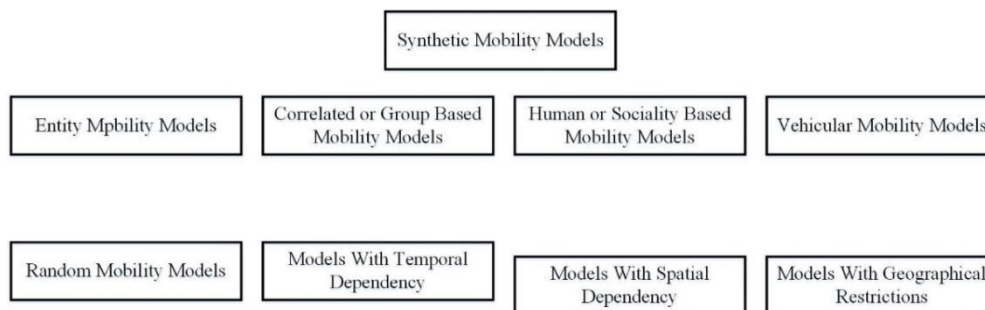 Synthetic Mobility Models
Entity Mpbility Models
Correlated or Group Based
Mobility Models
Human or Sociality Based
Mobility Models
Vehicular Mobility Models
Random Mobility Models
Models With Temporal
Dependency
Models With Spatial
Dependency
Models With Geographical
Restrictions